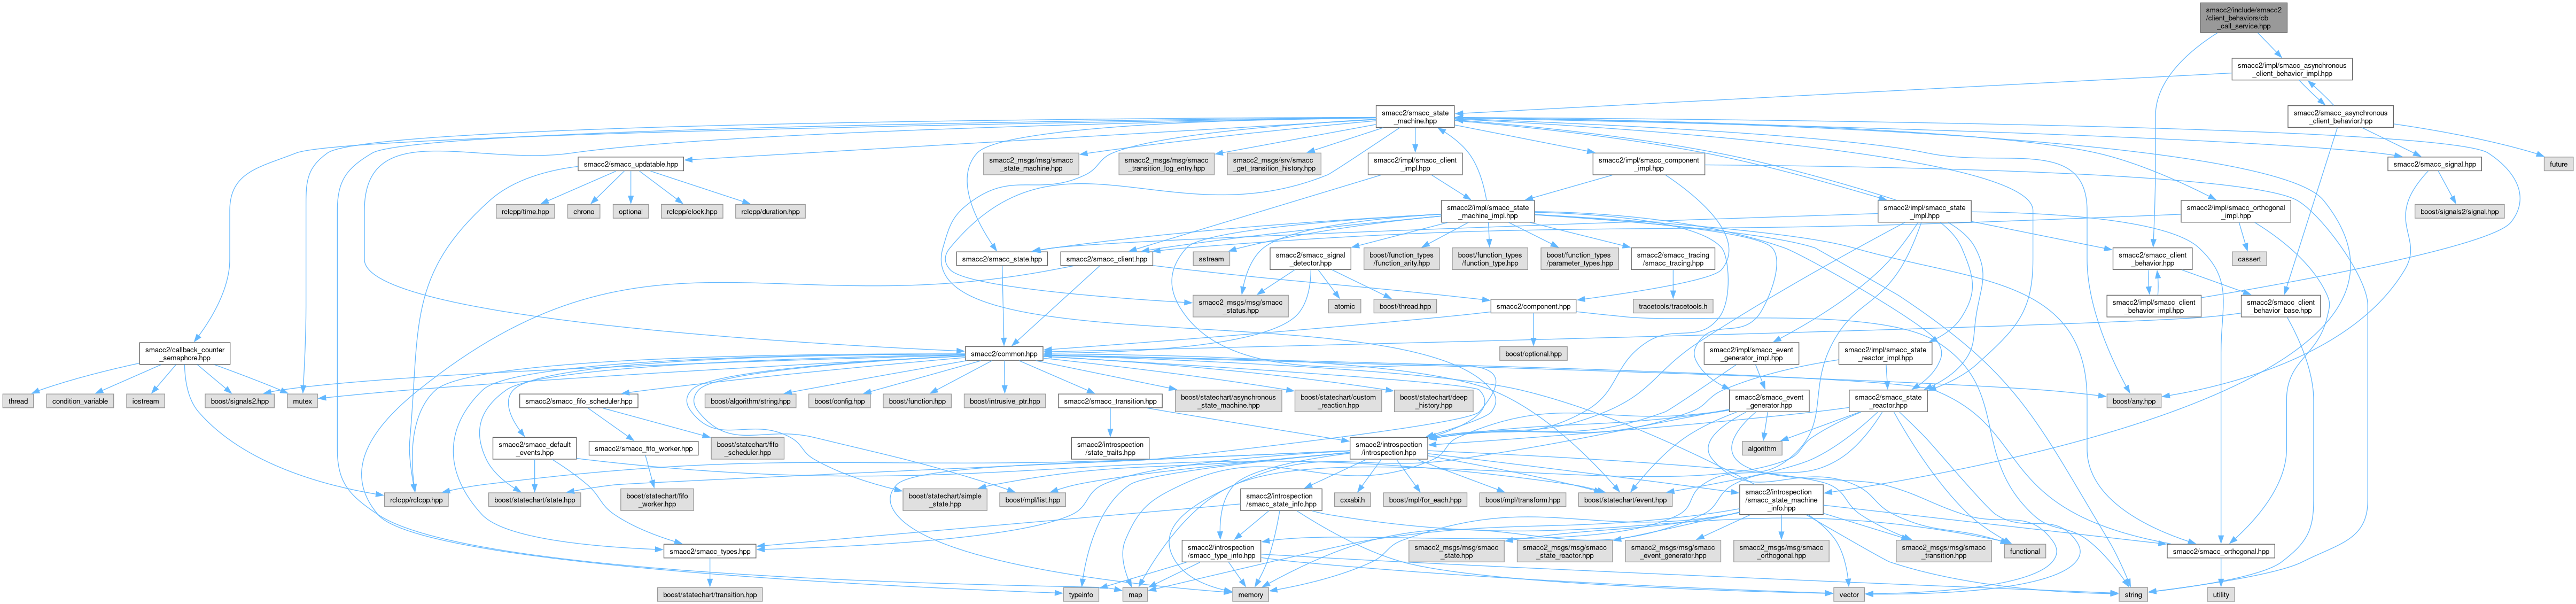 smacc2/include/smacc2
/client_behaviors/cb
_call_service.hpp
smacc2/impl/smacc_asynchronous
_client_behavior_impl.hpp
smacc2/smacc_state
_machine.hpp
smacc2/smacc_asynchronous
_client_behavior.hpp
smacc2/smacc_updatable.hpp
smacc2_msgs/msg/smacc
_state_machine.hpp
smacc2_msgs/msg/smacc
_transition_log_entry.hpp
smacc2_msgs/srv/smacc
_get_transition_history.hpp
smacc2/impl/smacc_client
_impl.hpp
smacc2/impl/smacc_component
_impl.hpp
smacc2/smacc_signal.hpp
future
rclcpp/time.hpp
chrono
optional
rclcpp/clock.hpp
rclcpp/duration.hpp
smacc2/impl/smacc_state
_machine_impl.hpp
smacc2/impl/smacc_state
_impl.hpp
smacc2/impl/smacc_orthogonal
_impl.hpp
boost/signals2/signal.hpp
smacc2/smacc_state.hpp
smacc2/smacc_client.hpp
sstream
smacc2/smacc_signal
_detector.hpp
boost/function_types
/function_arity.hpp
boost/function_types
/function_type.hpp
boost/function_types
/parameter_types.hpp
smacc2/smacc_tracing
/smacc_tracing.hpp
smacc2/smacc_client
_behavior.hpp
cassert
smacc2_msgs/msg/smacc
_status.hpp
atomic
boost/thread.hpp
smacc2/component.hpp
tracetools/tracetools.h
smacc2/impl/smacc_client
_behavior_impl.hpp
smacc2/smacc_client
_behavior_base.hpp
smacc2/callback_counter
_semaphore.hpp
smacc2/common.hpp
boost/optional.hpp
smacc2/impl/smacc_event
_generator_impl.hpp
smacc2/impl/smacc_state
_reactor_impl.hpp
thread
condition_variable
iostream
boost/signals2.hpp
mutex
smacc2/smacc_fifo_scheduler.hpp
boost/algorithm/string.hpp
boost/config.hpp
boost/function.hpp
boost/intrusive_ptr.hpp
smacc2/smacc_transition.hpp
boost/statechart/asynchronous
_state_machine.hpp
boost/statechart/custom
_reaction.hpp
boost/statechart/deep
_history.hpp
smacc2/smacc_event
_generator.hpp
smacc2/smacc_state
_reactor.hpp
boost/any.hpp
smacc2/smacc_default
_events.hpp
smacc2/smacc_fifo_worker.hpp
boost/statechart/fifo
_scheduler.hpp
smacc2/introspection
/state_traits.hpp
smacc2/introspection
/introspection.hpp
algorithm
rclcpp/rclcpp.hpp
boost/statechart/state.hpp
boost/statechart/fifo
_worker.hpp
boost/statechart/simple
_state.hpp
boost/mpl/list.hpp
smacc2/introspection
/smacc_state_info.hpp
cxxabi.h
boost/mpl/for_each.hpp
boost/mpl/transform.hpp
boost/statechart/event.hpp
smacc2/introspection
/smacc_state_machine
_info.hpp
smacc2/smacc_types.hpp
smacc2/introspection
/smacc_type_info.hpp
smacc2_msgs/msg/smacc
_state.hpp
smacc2_msgs/msg/smacc
_state_reactor.hpp
smacc2_msgs/msg/smacc
_event_generator.hpp
smacc2_msgs/msg/smacc
_orthogonal.hpp
smacc2_msgs/msg/smacc
_transition.hpp
functional
smacc2/smacc_orthogonal.hpp
boost/statechart/transition.hpp
typeinfo
map
memory
vector
string
utility